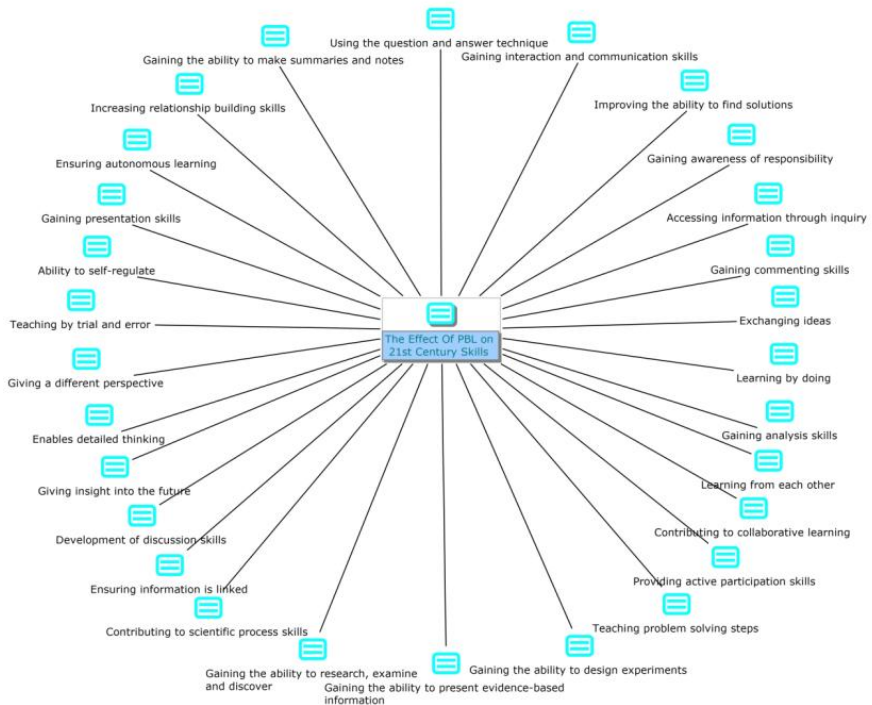 Using the question and answer technique
Gaining the ability to make summaries and notes
Gaining interaction and communication skills
Increasing relationship building skills
Improving the ability to find solutions
Ensuring autonomous learning
Gaining awareness of responsibility
Gaining presentation skills
Accessing information through inquiry
Ability to self-regulate
Gaining commenting skills
Teaching by trial and error
Exchanging ideas
The Effect Of PBL on
21st Century Skills
Giving a different perspective
Learning by doing
Enables detailed thinking
Gaining analysis skills
Giving insight into the future
Learning from each other
Development of discussion skills
Contributing to collaborative learning
Ensuring information is linked
Providing active participation skills
Contributing to scientific process skills
Teaching problem solving steps
Gaining the ability to research, examine
and discover
Gaining the ability to present evidence-based
information
Gaining the ability to design experiments